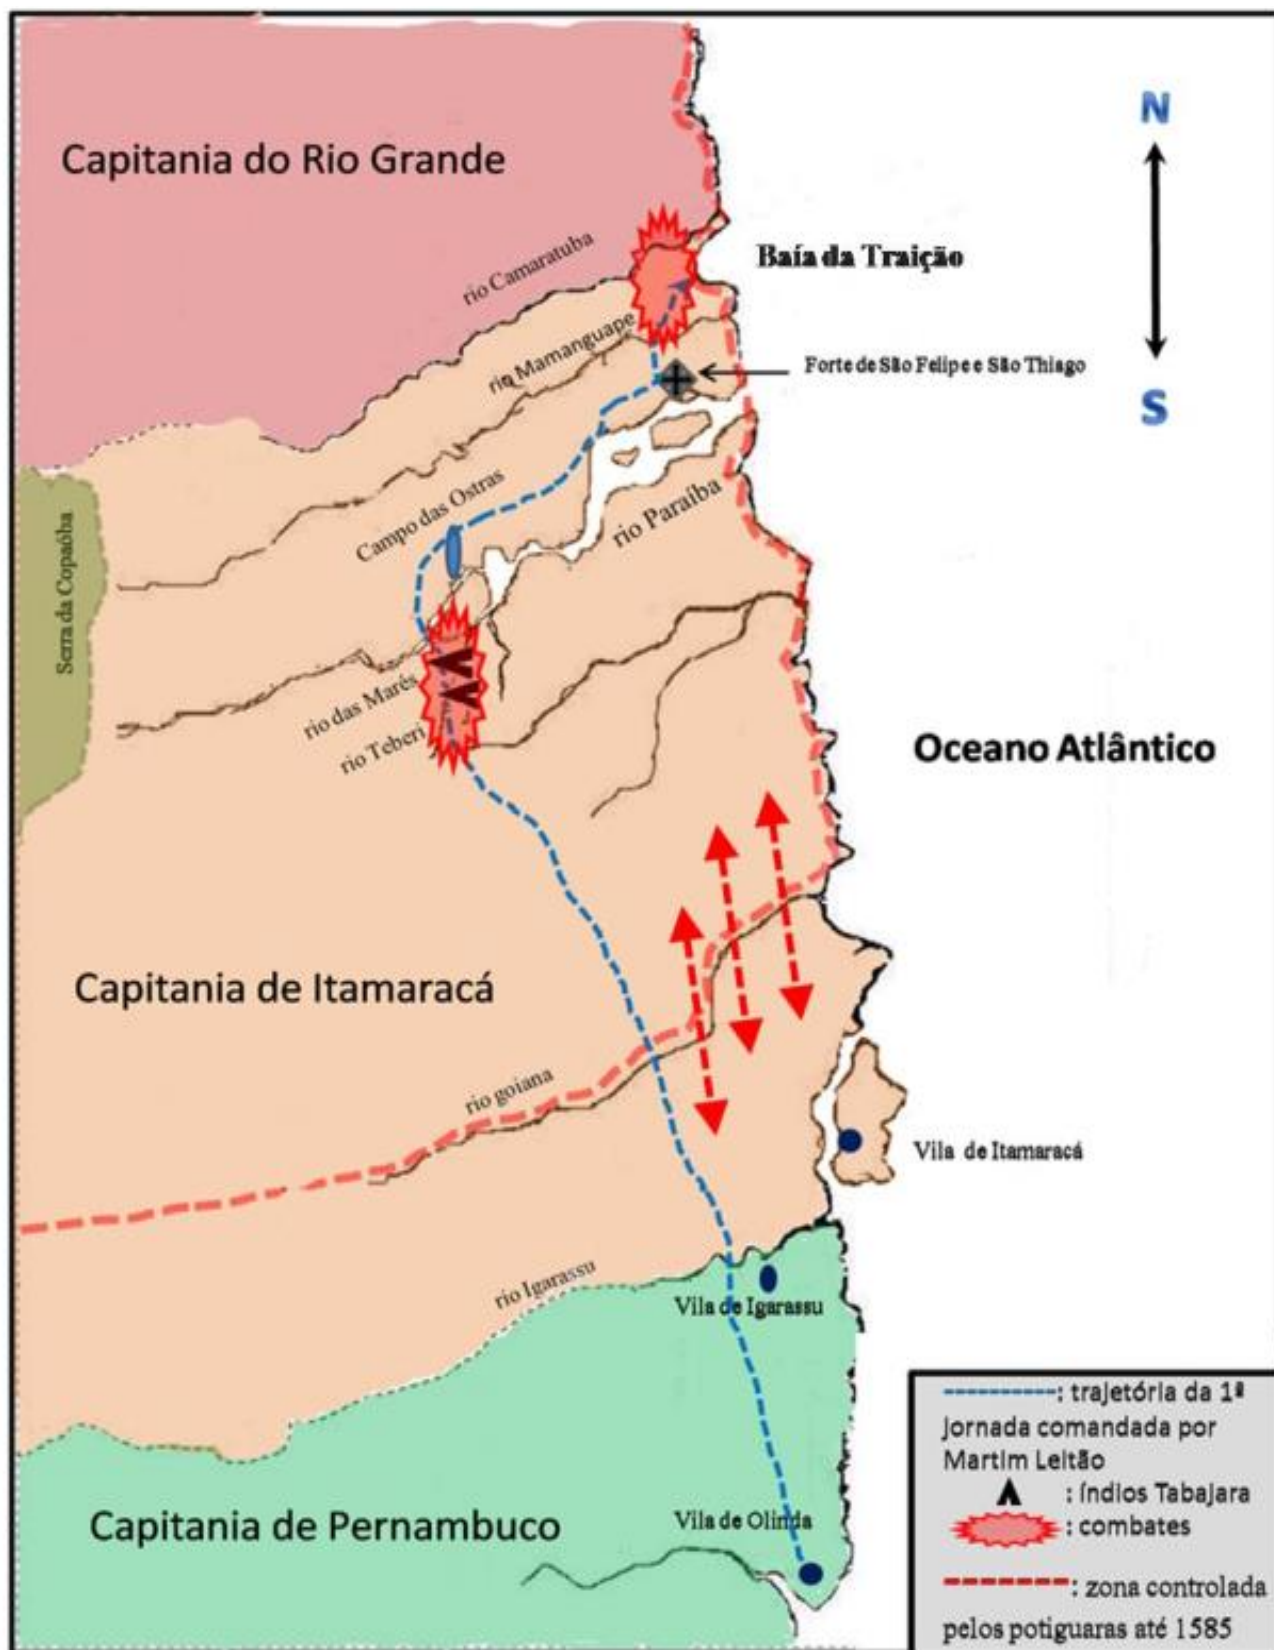 N
Capitania do Rio Grande
rio Camaratuba
Baía da Traição
rio Mamanguape
Forte de São Felipe e São Thiago
S
Campo das Ostras
rio Paraíba
Serra da Copaóba
rio das Marés
rio Teberi
Oceano Atlântico
Capitania de Itamaracá
rio goiana
Vila de Itamaracá
rio Igarassu
Vila de Igarassu
Capitania de Pernambuco
Vila de Olinda
: trajetória da 1ª
Jornada comandada por
Martim Leitão
: índios Tabajara
: combates
: zona controlada
pelos potiguaras até 1585